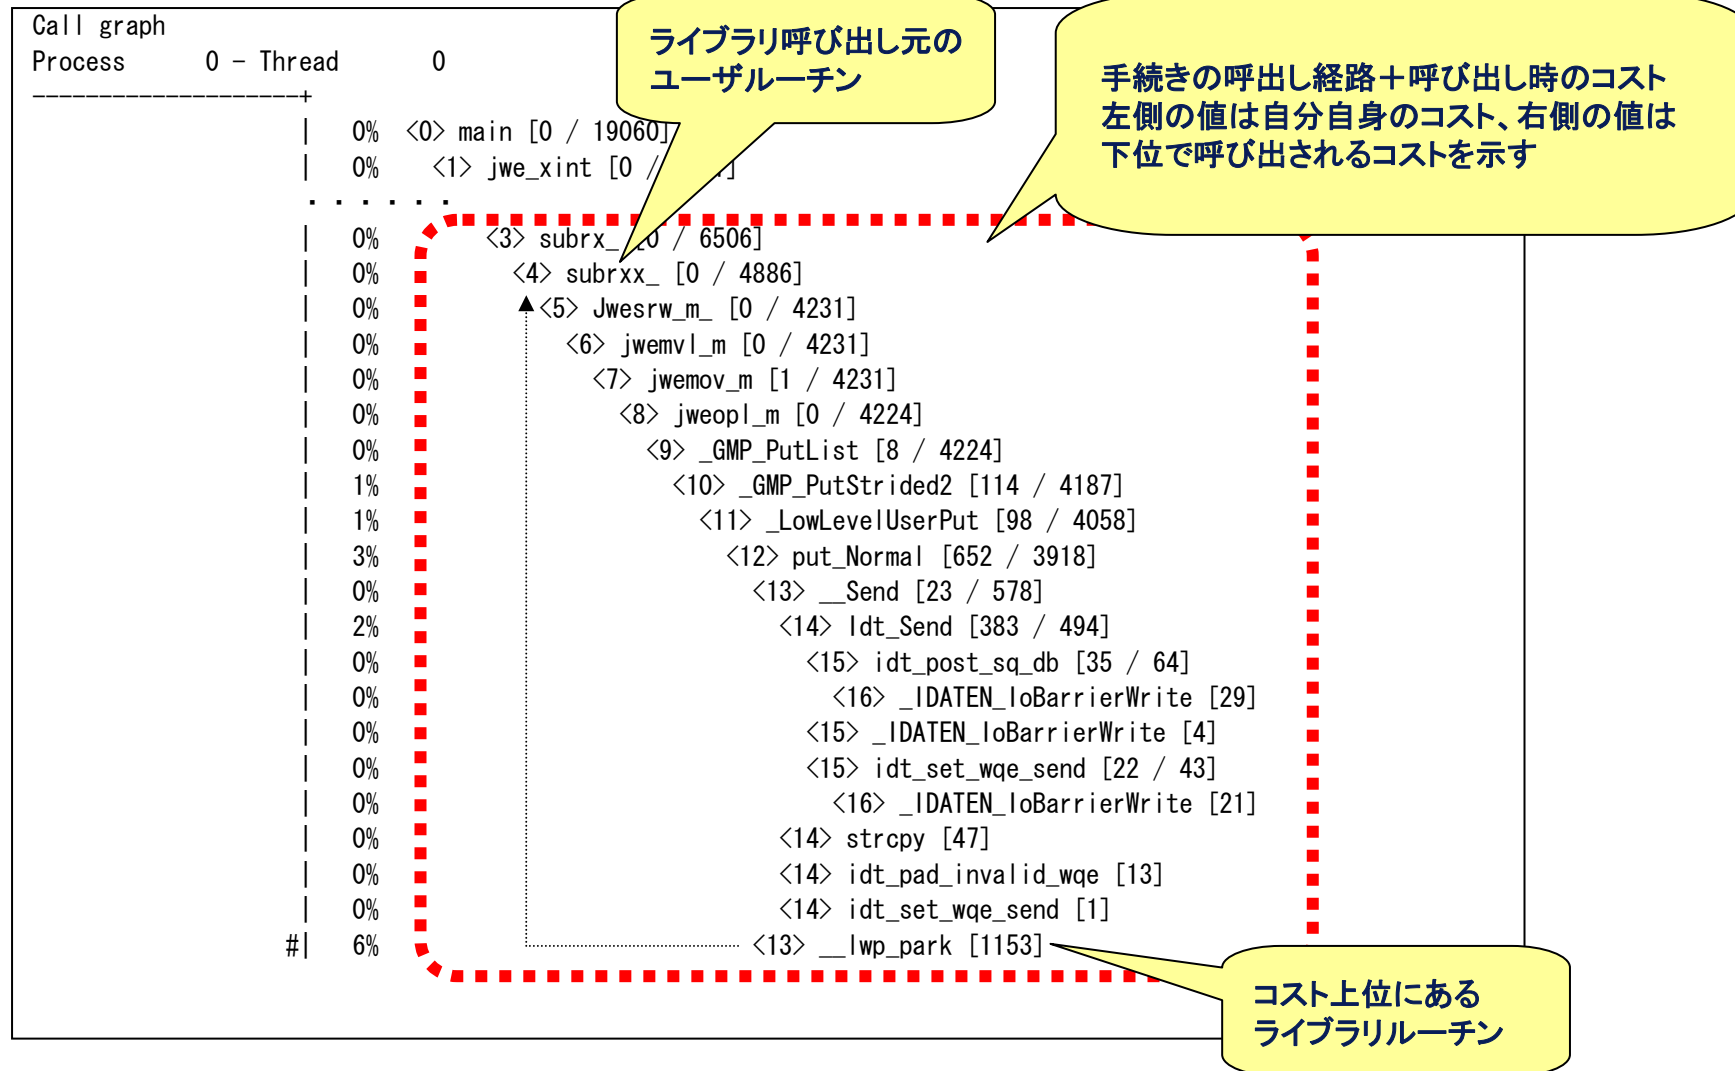 Call graph
Process 0 - Thread 0
--------------------+
| 0% <0> main [0 / 19060]
| 0% <1> jwe_xint [0 /
. . . . . .
| 0% <3> subrx_ [0 / 6506]
| 0% <4> subrxx_ [0 / 4886]
| 0% <5> Jwesrw_m_ [0 / 4231]
| 0% <6> jwemvl_m [0 / 4231]
| 0% <7> jwemov_m [1 / 4231]
| 0% <8> jweopl_m [0 / 4224]
| 0% <9> _GMP_PutList [8 / 4224]
| 1% <10> _GMP_PutStrided2 [114 / 4187]
| 1% <11> _LowLevelUserPut [98 / 4058]
| 3% <12> put_Normal [652 / 3918]
| 0% <13> __Send [23 / 578]
| 2% <14> Idt_Send [383 / 494]
| 0% <15> idt_post_sq_db [35 / 64]
| 0% <16> _IDATEN_IoBarrierWrite [29]
| 0% <15> _IDATEN_IoBarrierWrite [4]
| 0% <15> idt_set_wqe_send [22 / 43]
| 0% <16> _IDATEN_IoBarrierWrite [21]
| 0% <14> strcpy [47]
| 0% <14> idt_pad_invalid_wqe [13]
| 0% <14> idt_set_wqe_send [1]
#| 6% <13> __lwp_park [1153]
ライブラリ呼び出し元の
ユーザルーチン
手続きの呼出し経路＋呼び出し時のコスト
左側の値は自分自身のコスト、右側の値は
下位で呼び出されるコストを示す
コスト上位にある
ライブラリルーチン